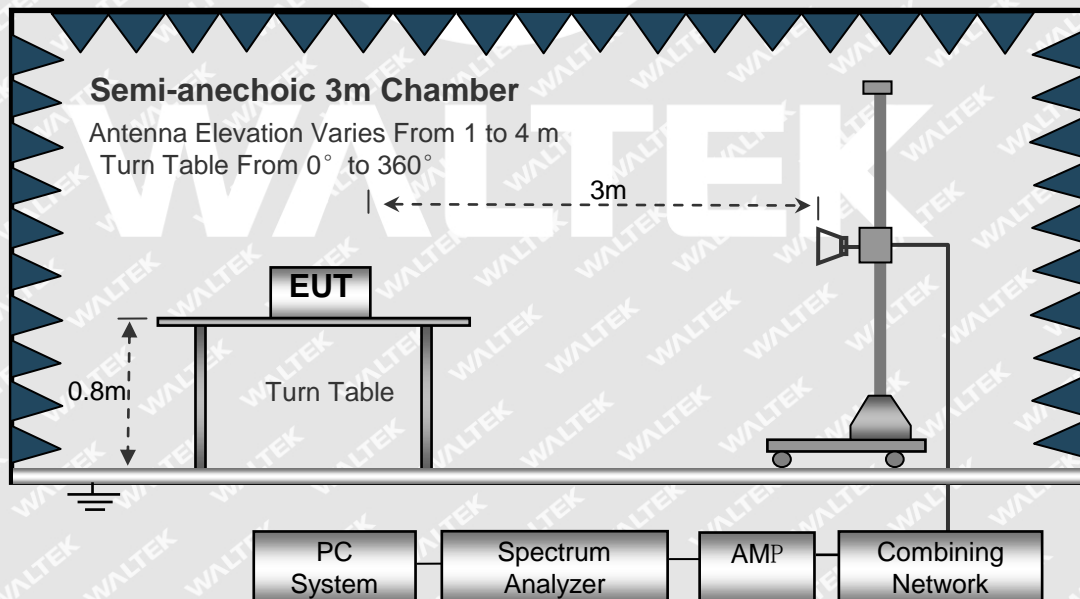 WALTEK
Semi-anechoic 3m Chamber
Antenna Elevation Varies From 1 to 4 m
Turn Table From 0° to 360°
3m
EUT
0.8m
Turn Table
PC
System
Spectrum
Analyzer
AMP
Combining
Network